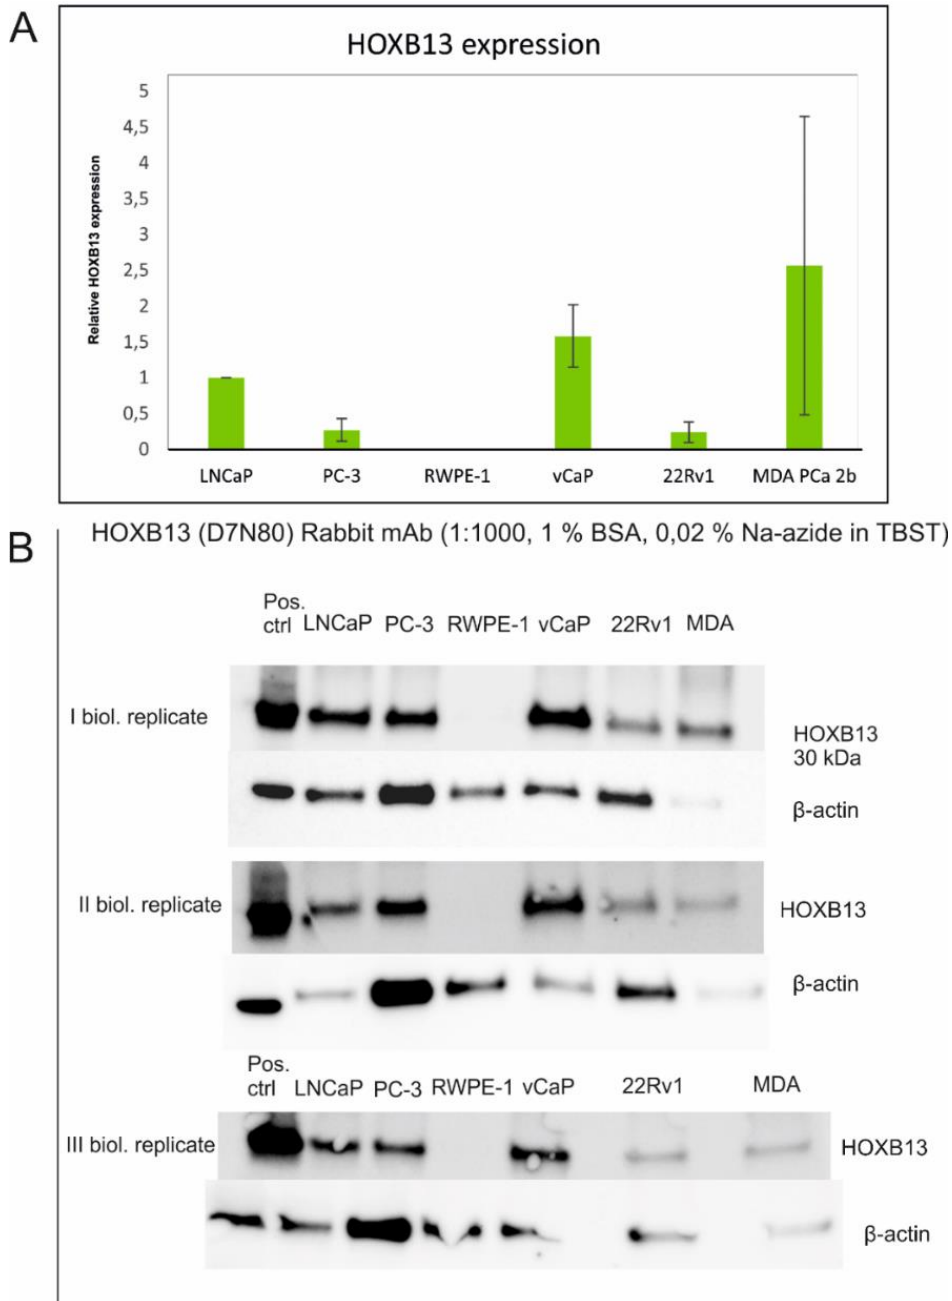 A
HOXB13 expression
Relative HOXB13 expression
5
4,5
4
3,5
3
2,5
2
1,5
1
0,5
0
LNCaP PC-3 RWPE-1 vCaP 22Rv1 MDA PCa 2b
B
HOXB13 (D7N80) Rabbit mAb (1:1000, 1 % BSA, 0,02 % Na-azide in TBST)
Pos.
ctrl LNCaP PC-3 RWPE-1 vCaP 22Rv1 MDA
I biol. replicate
HOXB13
30 kDa
β-actin
II biol. replicate
HOXB13
β-actin
Pos.
ctrl LNCaP PC-3 RWPE-1 vCaP 22Rv1 MDA
III biol. replicate
HOXB13
β-actin